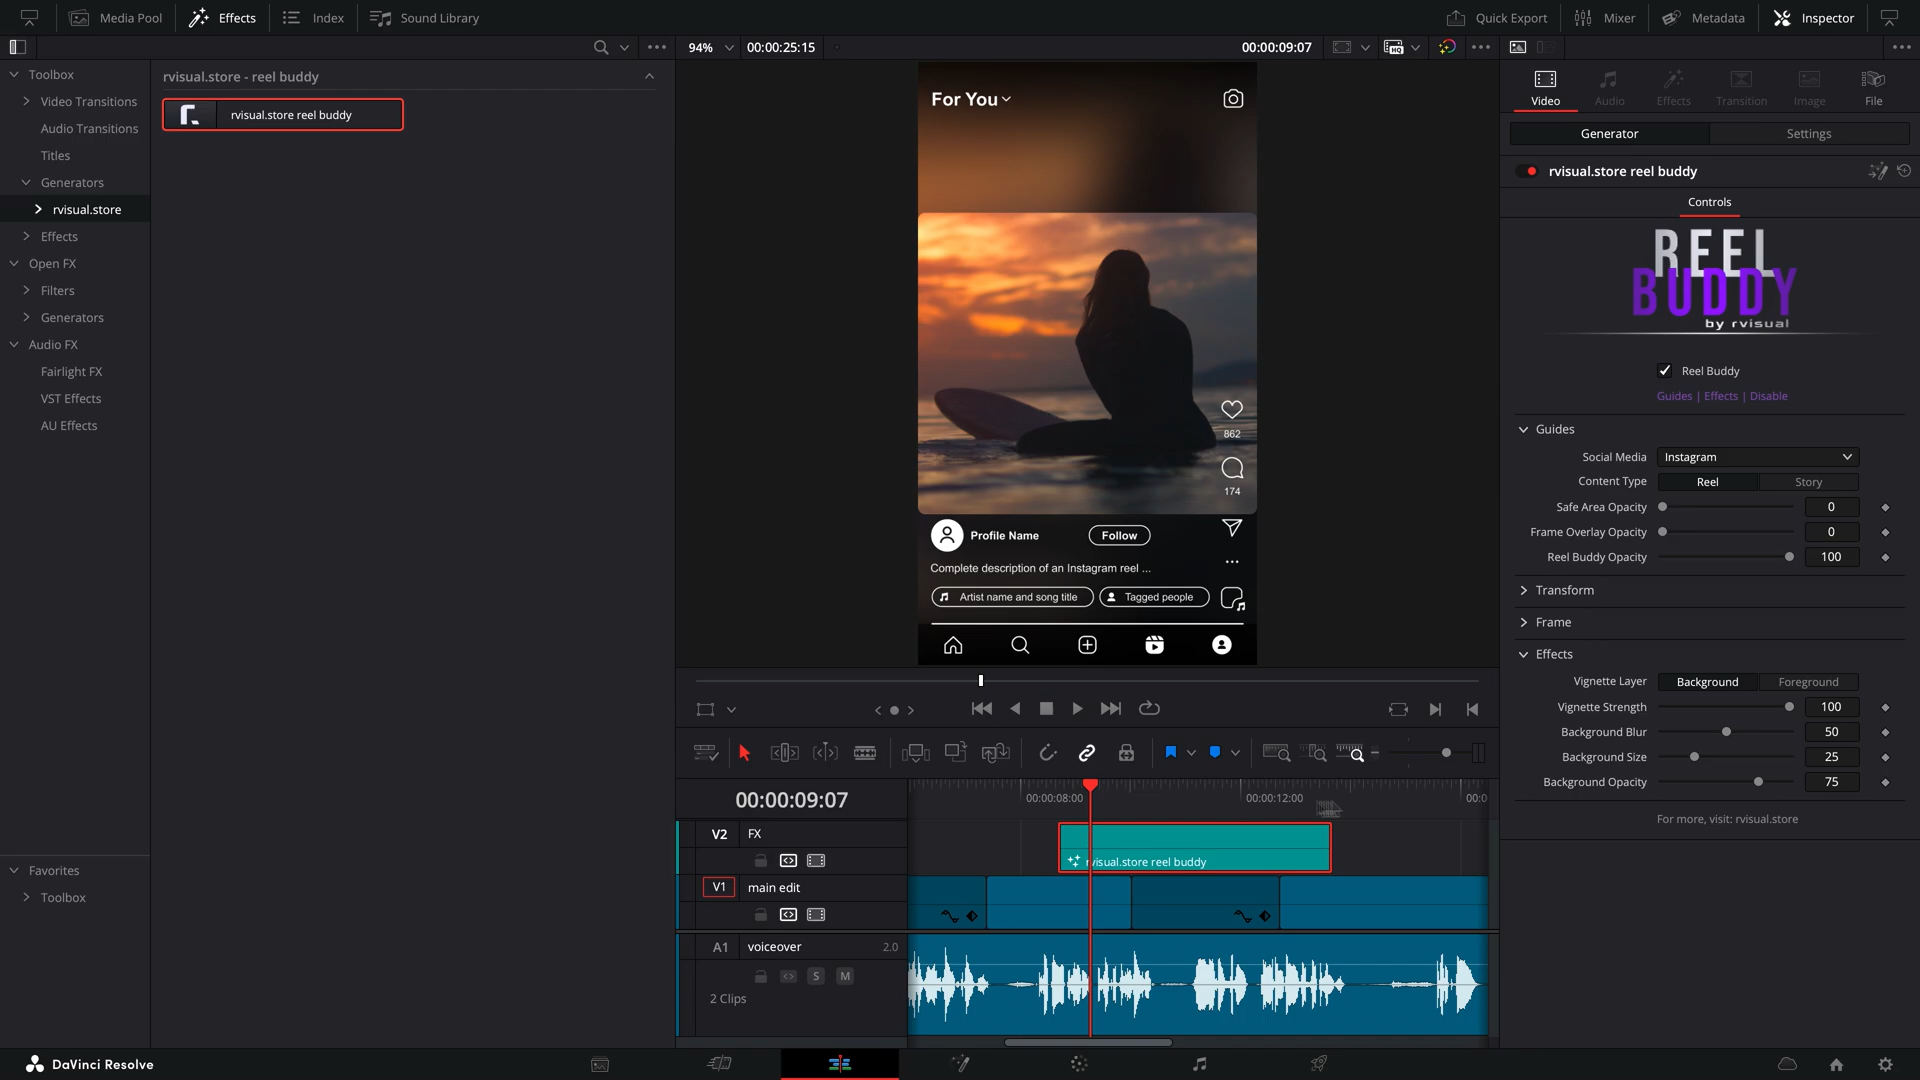 Media Pool
Effects
Index
Sound Library
Quick Export
Mixer
Metadata
Inspector
94%
00:00:25:15
00:00:09:07
Toolbox
Video Transitions
Audio Transitions
Titles
Generators
rvisual.store
Effects
Open FX
Filters
Generators
Audio FX
Fairlight FX
VST Effects
AU Effects
Favorites
Toolbox
rvisual.store - reel buddy
rvisual.store reel buddy
For You
862
174
Profile Name
Follow
Complete description of an Instagram reel ...
Artist name and song title
Tagged people
Video
Audio
Effects
Transition
Image
File
Generator
Settings
rvisual.store reel buddy
Controls
REEL
BUDDY
by rvisual
Reel Buddy
Guides | Effects | Disable
Guides
Social Media
Instagram
Content Type
Reel
Story
Safe Area Opacity
0
Frame Overlay Opacity
0
Reel Buddy Opacity
100
Transform
Frame
Effects
Vignette Layer
Background
Foreground
Vignette Strength
100
Background Blur
50
Background Size
25
Background Opacity
75
For more, visit: rvisual.store
00:00:09:07
00:00:08:00
00:00:12:00
00:0
V2
FX
rvisual.store reel buddy
V1
main edit
A1
voiceover
2.0
S
M
2 Clips
DaVinci Resolve